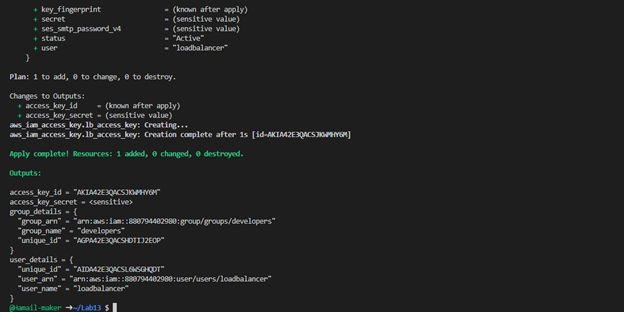 + key_fingerprint = (known after apply)
+ secret = (sensitive value)
+ ses_smtp_password_v4 = (sensitive value)
+ status = "Active"
+ user = "loadbalancer"
}
Plan: 1 to add, 0 to change, 0 to destroy.
Changes to Outputs:
+ access_key_id = (known after apply)
+ access_key_secret = (sensitive value)
aws_iam_access_key.lb_access_key: Creating...
aws_iam_access_key.lb_access_key: Creation complete after 1s [id=AKIA42E3QACSJKWMHY6M]
Apply complete! Resources: 1 added, 0 changed, 0 destroyed.
Outputs:
access_key_id = "AKIA42E3QACSJKWMHY6M"
access_key_secret = <sensitive>
group_details = {
"group_arn" = "arn:aws:iam::880794402980:group/groups/developers"
"group_name" = "developers"
"unique_id" = "AGPA42E3QACSHDTIJ2EOP"
}
user_details = {
"unique_id" = "AIDA42E3QACSL6WSGHQDT"
"user_arn" = "arn:aws:iam::880794402980:user/users/loadbalancer"
"user_name" = "loadbalancer"
}
@Hamail-maker ➜~/Lab13 $